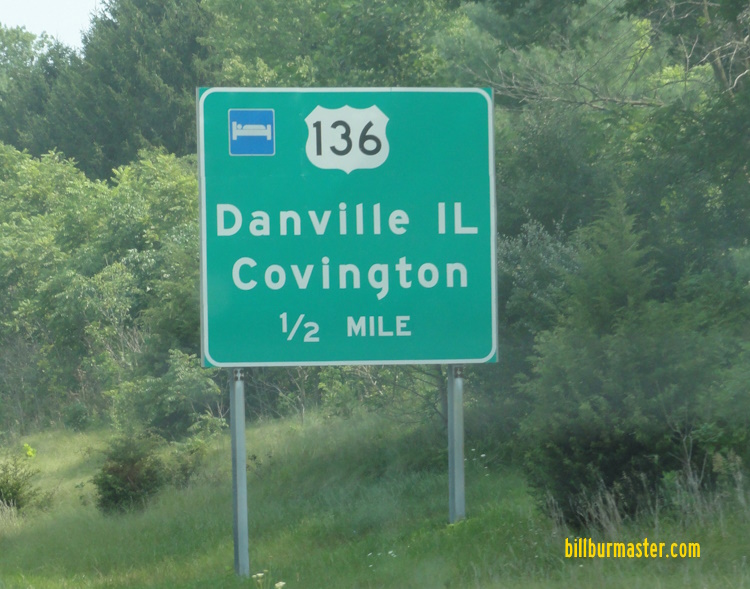 136
Danville IL
Covington
1/2 MILE
billburmaster.com